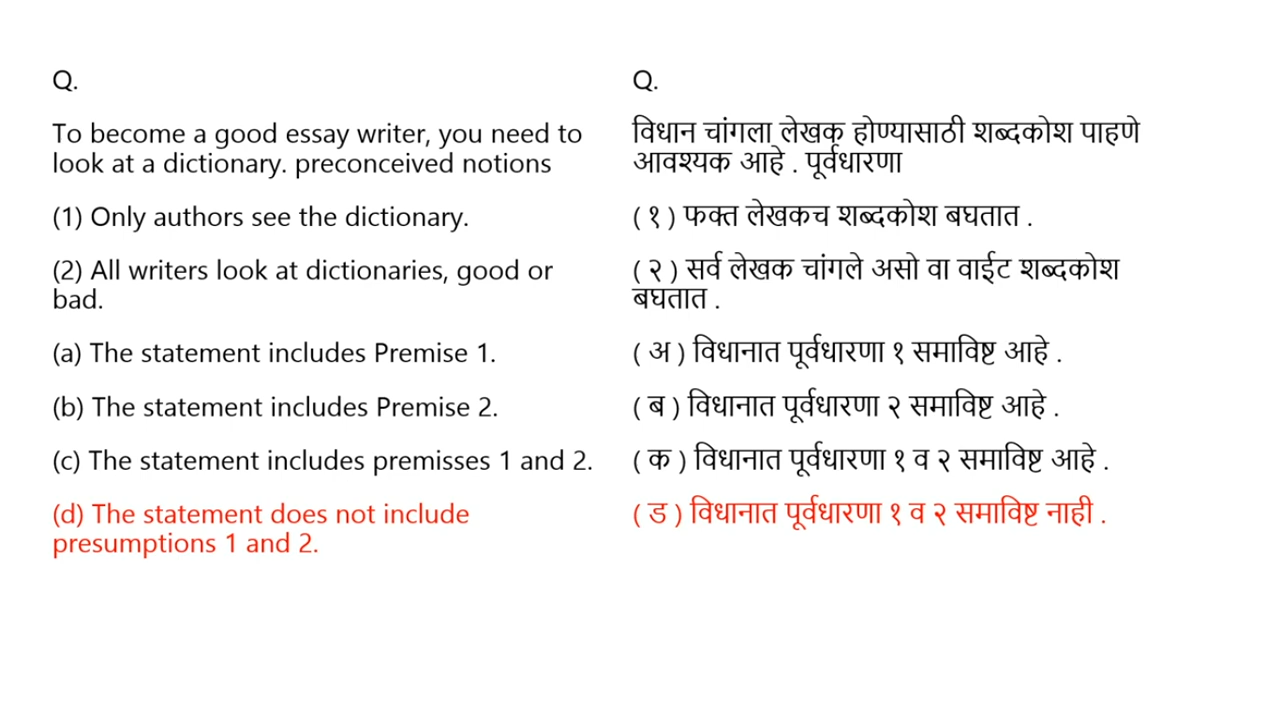 Q.
To become a good essay writer, you need to
look at a dictionary. preconceived notions
(1) Only authors see the dictionary.
(2) All writers look at dictionaries, good or
bad.
(a) The statement includes Premise 1.
(b) The statement includes Premise 2.
(c) The statement includes premisses 1 and 2.
(d) The statement does not include
presumptions 1 and 2.
Q.
विधान चांगला लेखक होण्यासाठी शब्दकोश पाहणे
आवश्यक आहे . पूर्वधारणा
( १ ) फक्त लेखकच शब्दकोश बघतात .
( २ ) सर्व लेखक चांगले असो वा वाईट शब्दकोश
बघतात .
( अ ) विधानात पूर्वधारणा १ समाविष्ट आहे .
( ब ) विधानात पूर्वधारणा २ समाविष्ट आहे .
( क ) विधानात पूर्वधारणा १ व २ समाविष्ट आहे .
( ड ) विधानात पूर्वधारणा १ व २ समाविष्ट नाही .